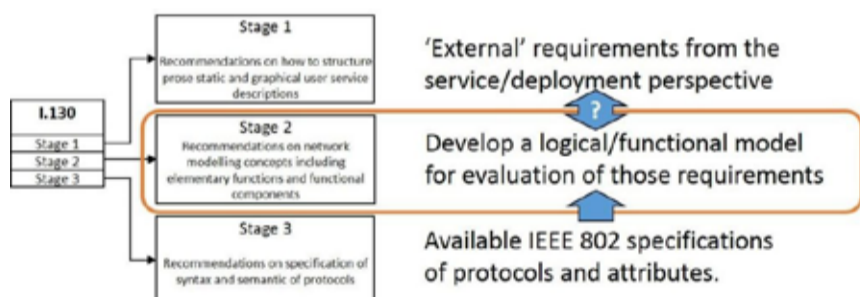 I.130
Stage 1
Stage 2
Stage 3
Stage 1
Recommendations on how to structure
prose static and graphical user service
descriptions
Stage 2
Recommendations on network
modelling concepts including
elementary functions and functional
components
Stage 3
Recommendations on specification of
syntax and semantic of protocols
‘External’ requirements from the
service/deployment perspective
?
Develop a logical/functional model
for evaluation of those requirements
Available IEEE 802 specifications
of protocols and attributes.